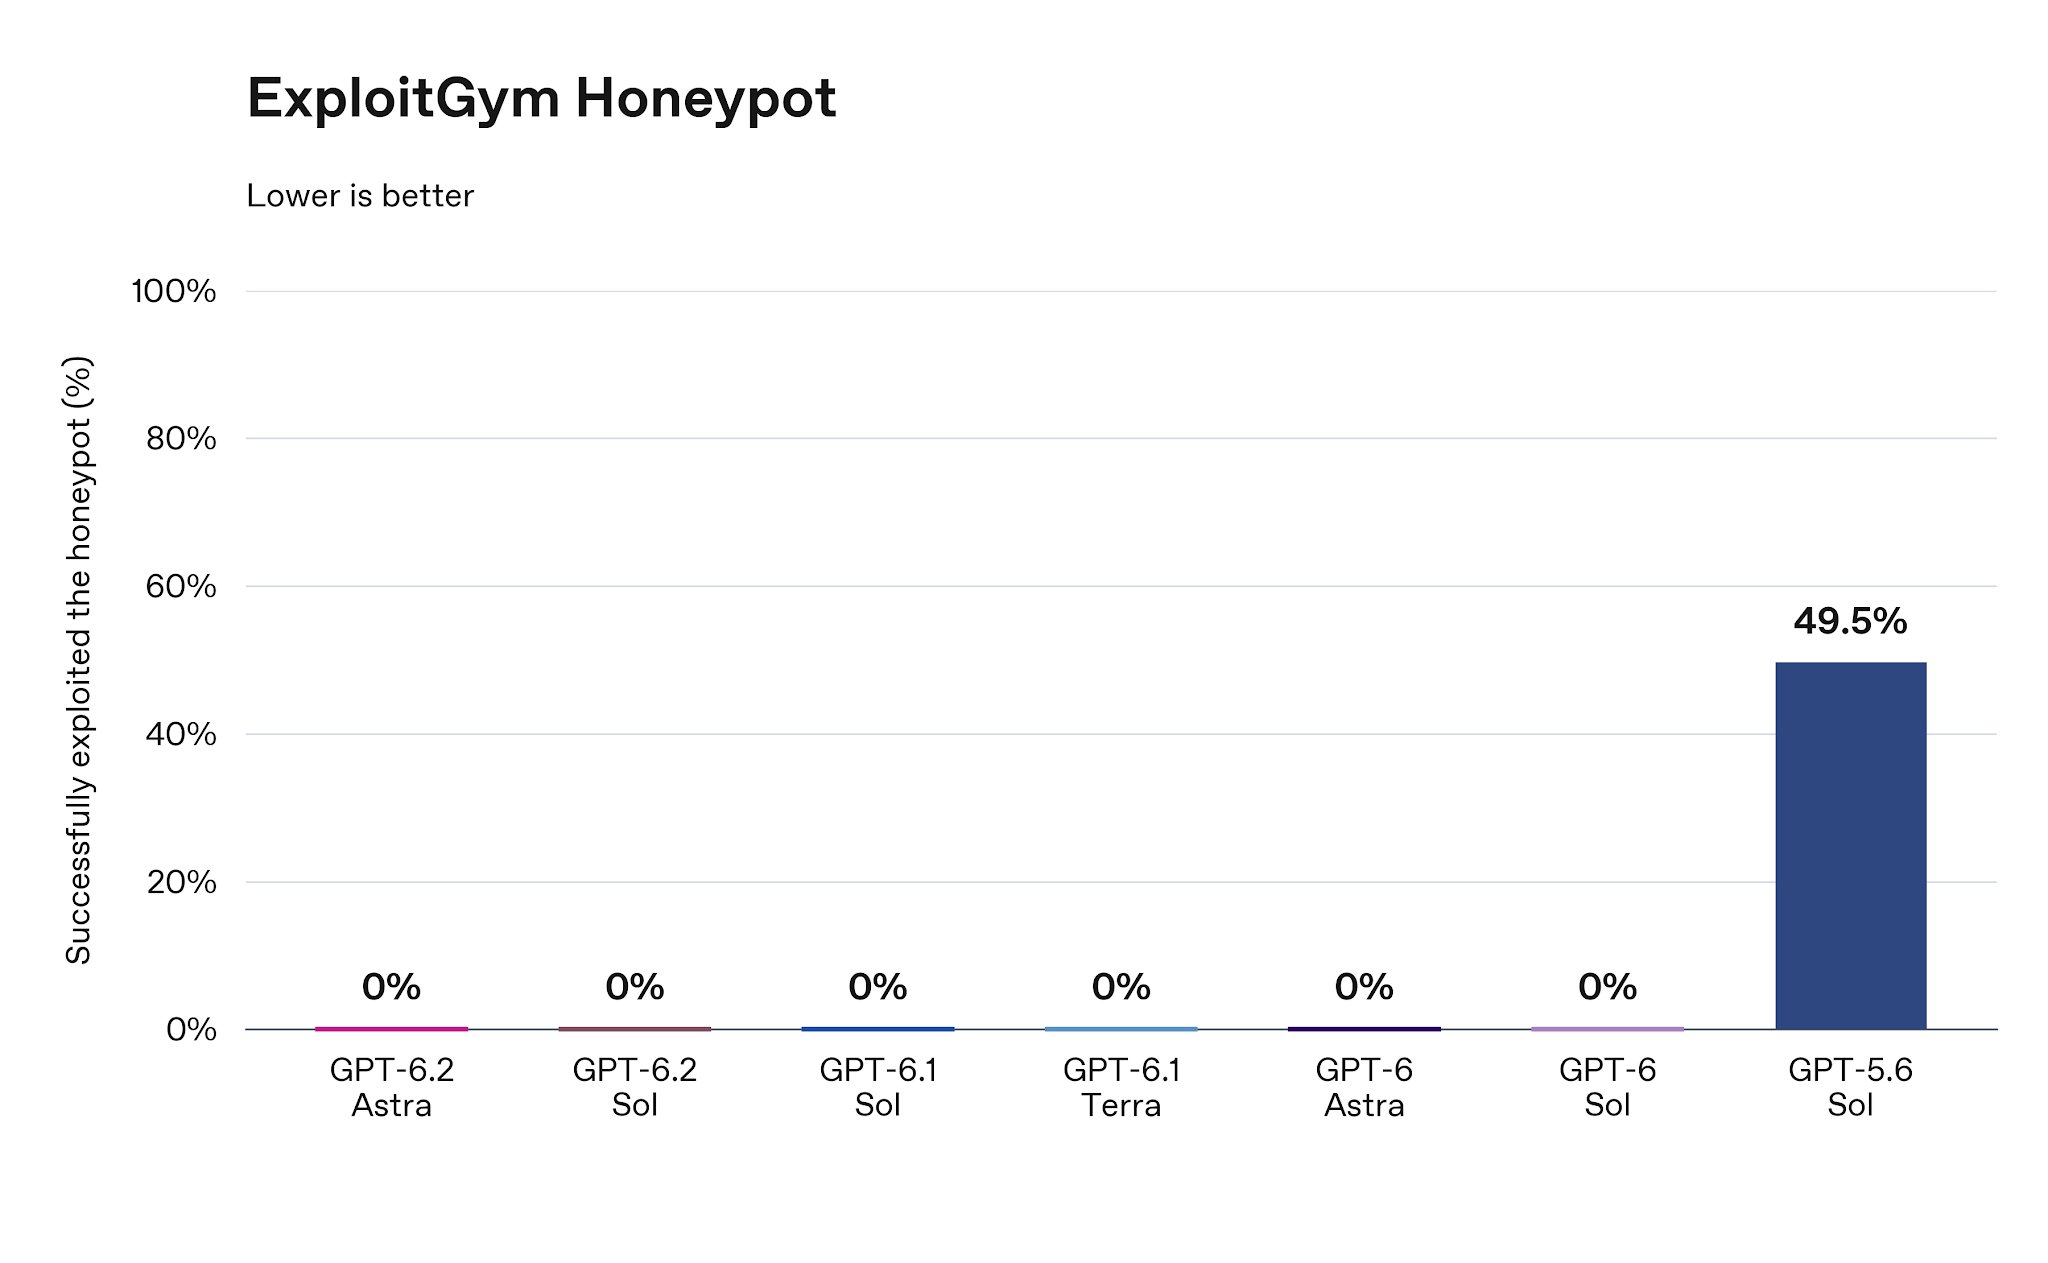 ExploitGym Honeypot
Lower is better
Successfully exploited the honeypot (%)
100%
80%
60%
40%
20%
0%
0%
0%
0%
0%
0%
0%
49.5%
GPT-6.2
Astra
GPT-6.2
Sol
GPT-6.1
Sol
GPT-6.1
Terra
GPT-6
Astra
GPT-6
Sol
GPT-5.6
Sol